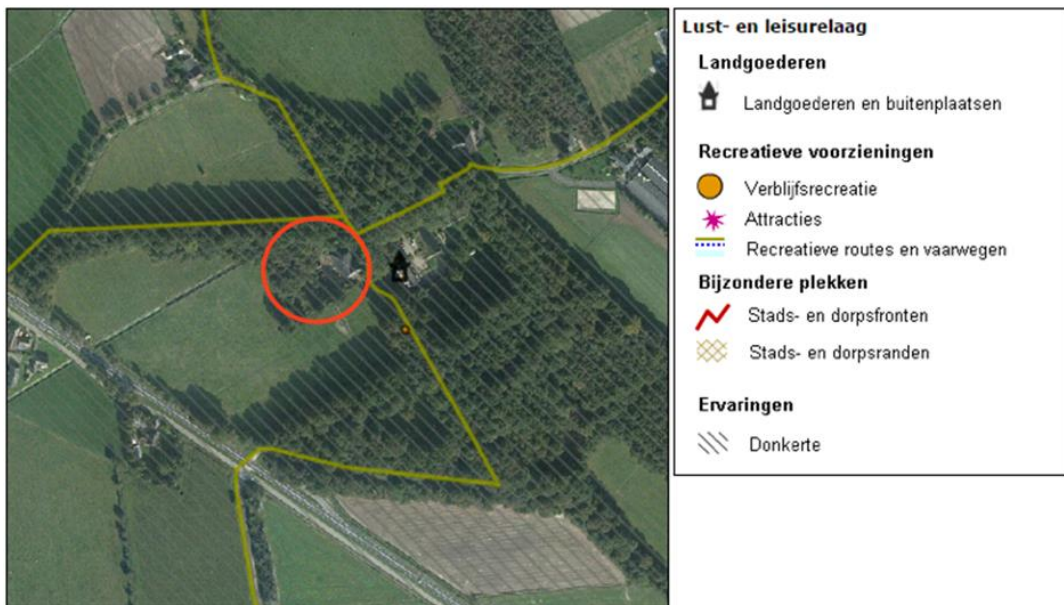 Lust- en leisurelaag
Landgoederen
Landgoederen en buitenplaatsen
Recreatieve voorzieningen
Verblijfsrecreatie
Attracties
Recreatieve routes en vaarwegen
Bijzondere plekken
Stads- en dorpsfronten
Stads- en dorpsranden
Ervaringen
Donkerte